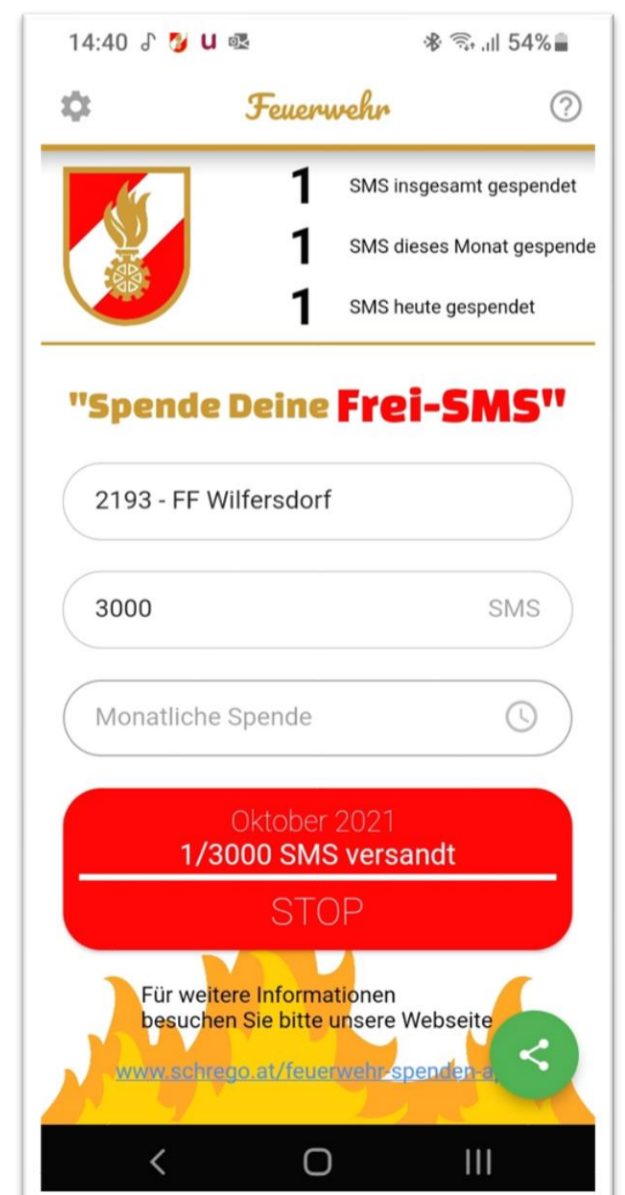 14:40
54%
Feuerwehr
1 SMS insgesamt gespendet
1 SMS dieses Monat gespende
1 SMS heute gespendet
"Spende Deine Frei-SMS"
2193 - FF Wilfersdorf
3000 SMS
Monatliche Spende
Oktober 2021
1/3000 SMS versandt
STOP
Für weitere Informationen
besuchen Sie bitte unsere Webseite
www.schrego.at/feuerwehr-spenden-a